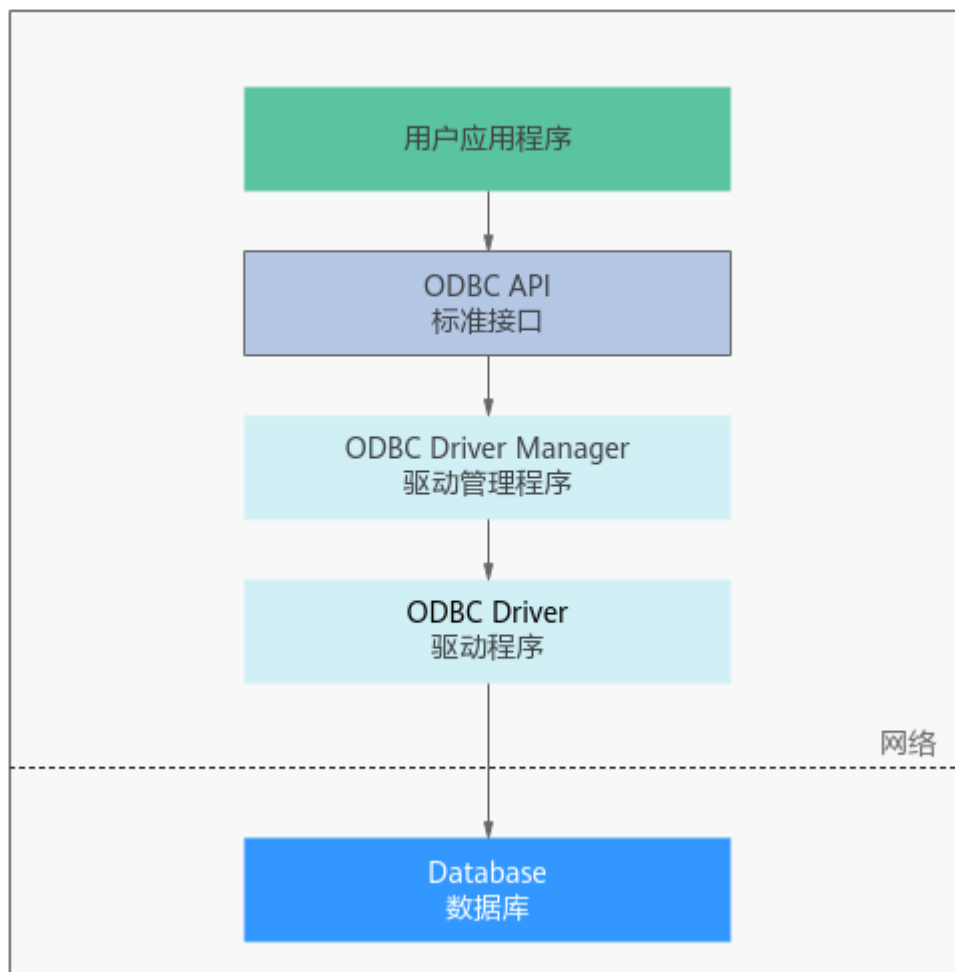 用户应用程序
ODBC API
标准接口
ODBC Driver Manager
驱动管理程序
ODBC Driver
驱动程序
网络
Database
数据库